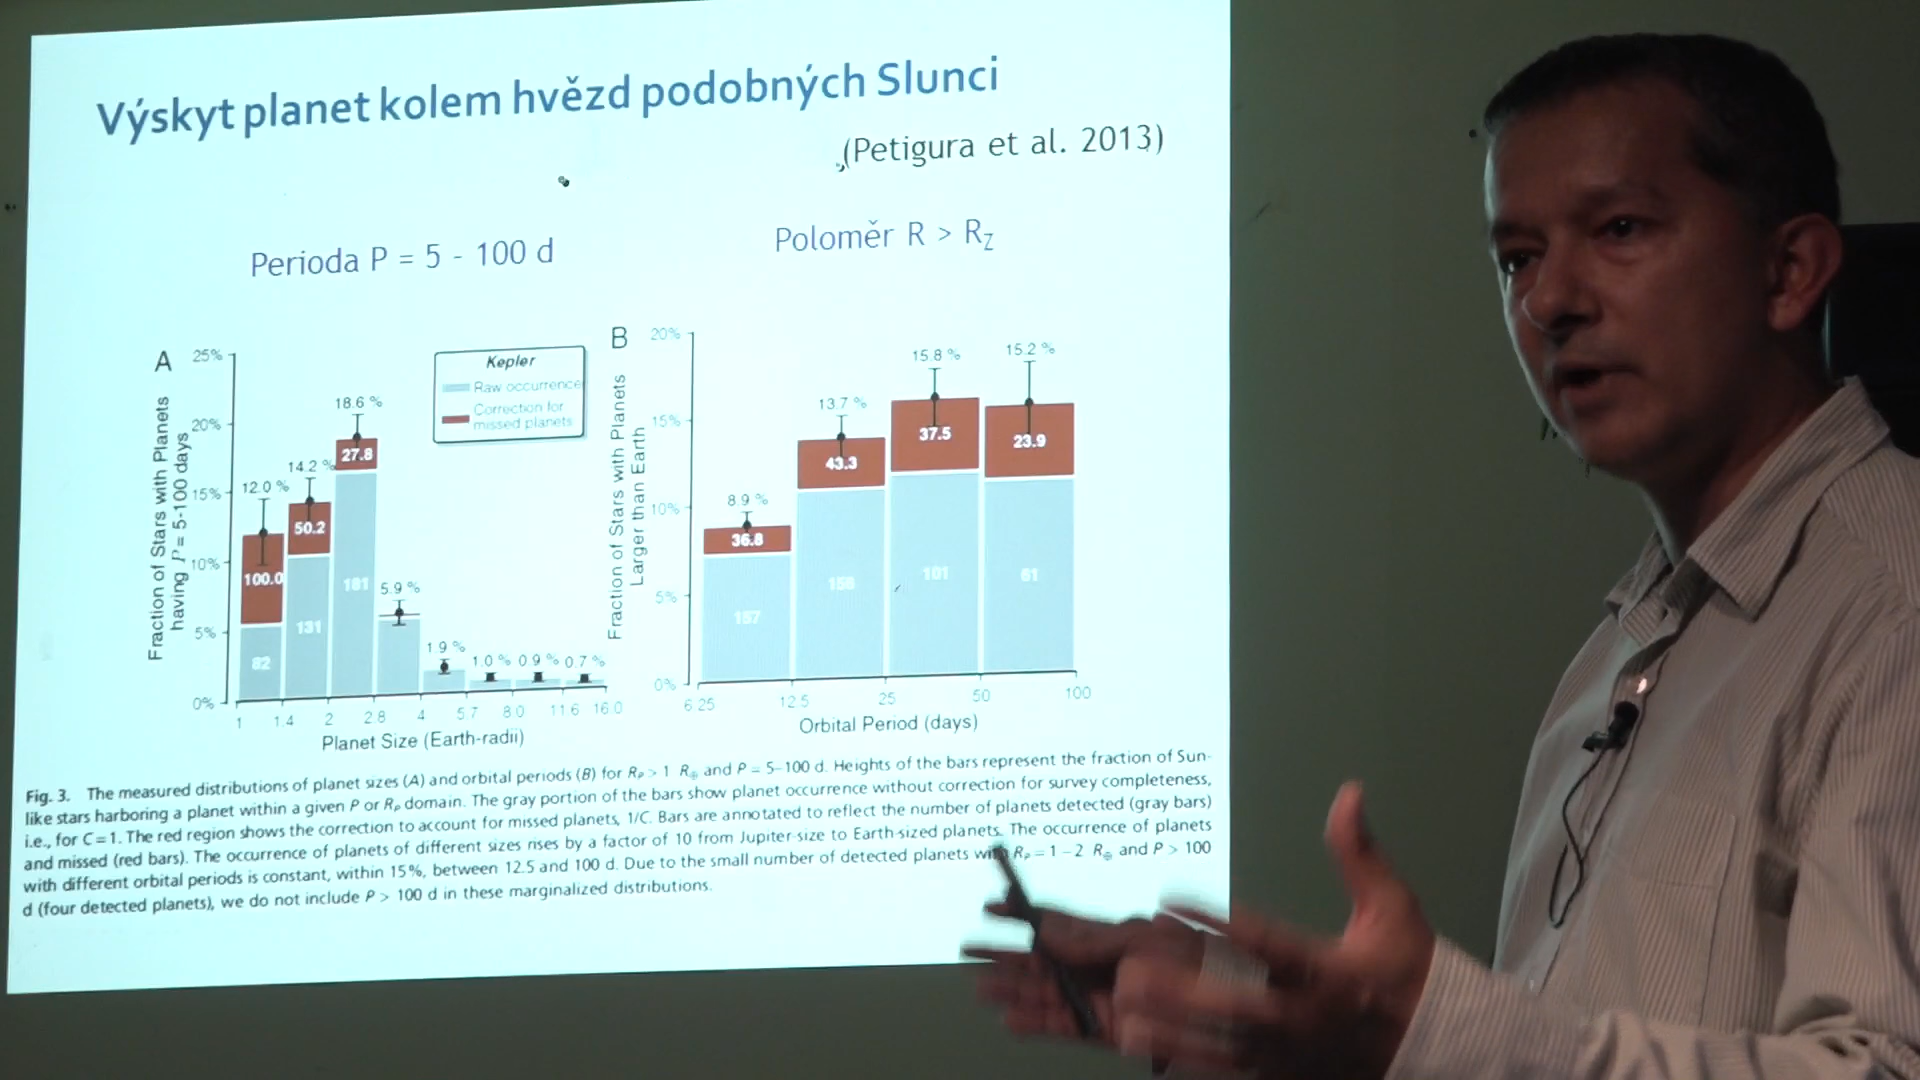 Výskyt planet kolem hvězd podobných Slunci
(Petigura et al. 2013)
Perioda P = 5 - 100 d
Poloměr R > RZ
A
Fraction of Stars with Planets
having P = 5-100 days
25%
20%
15%
10%
5%
0%
Kepler
Raw occurrence
Correction for
missed planets
12.0 %
14.2 %
18.6 %
5.9 %
1.9 %
1.0 %
0.9 %
0.7 %
100.0
50.2
27.8
82
131
181
1
1.4
2
2.8
4
5.7
8.0
11.6
16.0
Planet Size (Earth-radii)
B
Fraction of Stars with Planets
Larger than Earth
20%
15%
10%
5%
0%
8.9 %
13.7 %
15.8 %
15.2 %
36.8
43.3
37.5
23.9
157
155
101
61
6.25
12.5
25
50
100
Orbital Period (days)
Fig. 3. The measured distributions of planet sizes (A) and orbital periods (B) for RP > 1 R⊕ and P = 5–100 d. Heights of the bars represent the fraction of Sun-
like stars harboring a planet within a given P or RP domain. The gray portion of the bars show planet occurrence without correction for survey completeness,
i.e., for C = 1. The red region shows the correction to account for missed planets, 1/C. Bars are annotated to reflect the number of planets detected (gray bars)
and missed (red bars). The occurrence of planets of different sizes rises by a factor of 10 from Jupiter-size to Earth-sized planets. The occurrence of planets
with different orbital periods is constant, within 15%, between 12.5 and 100 d. Due to the small number of detected planets with RP = 1–2 R⊕ and P > 100
d (four detected planets), we do not include P > 100 d in these marginalized distributions.